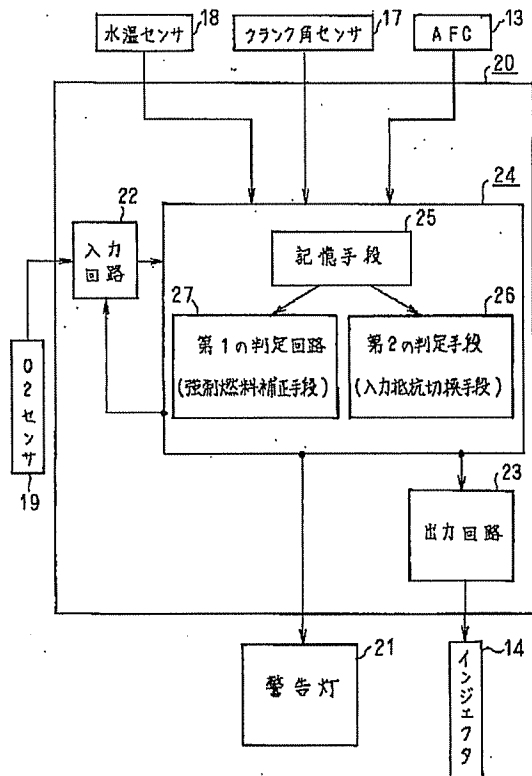 18
水温センサ
17
クランク角センサ
13
AFC
20
24
22
入力
回路
25
記憶手段
27
第1の判定回路
(強制燃料補正手段)
26
第2の判定手段
(入力抵抗切換手段)
O2センサ
19
23
出力回路
21
警告灯
14
インジェクタ